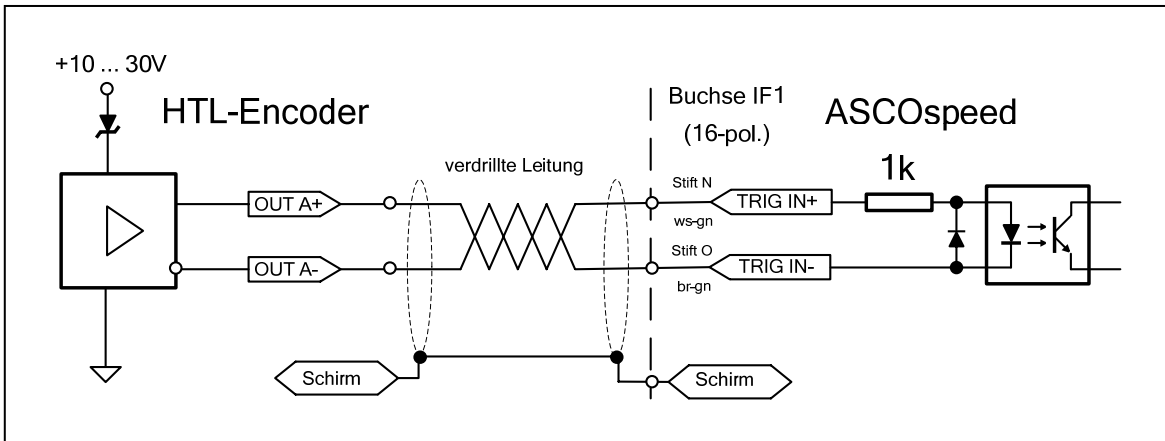 +10 ... 30V
HTL-Encoder
Buchse IF1
(16-pol.)
ASCOspeed
verdrillte Leitung
1k
OUT A+
Stift N
ws-gn
TRIG IN+
OUT A-
Stift O
br-gn
TRIG IN-
Schirm
Schirm